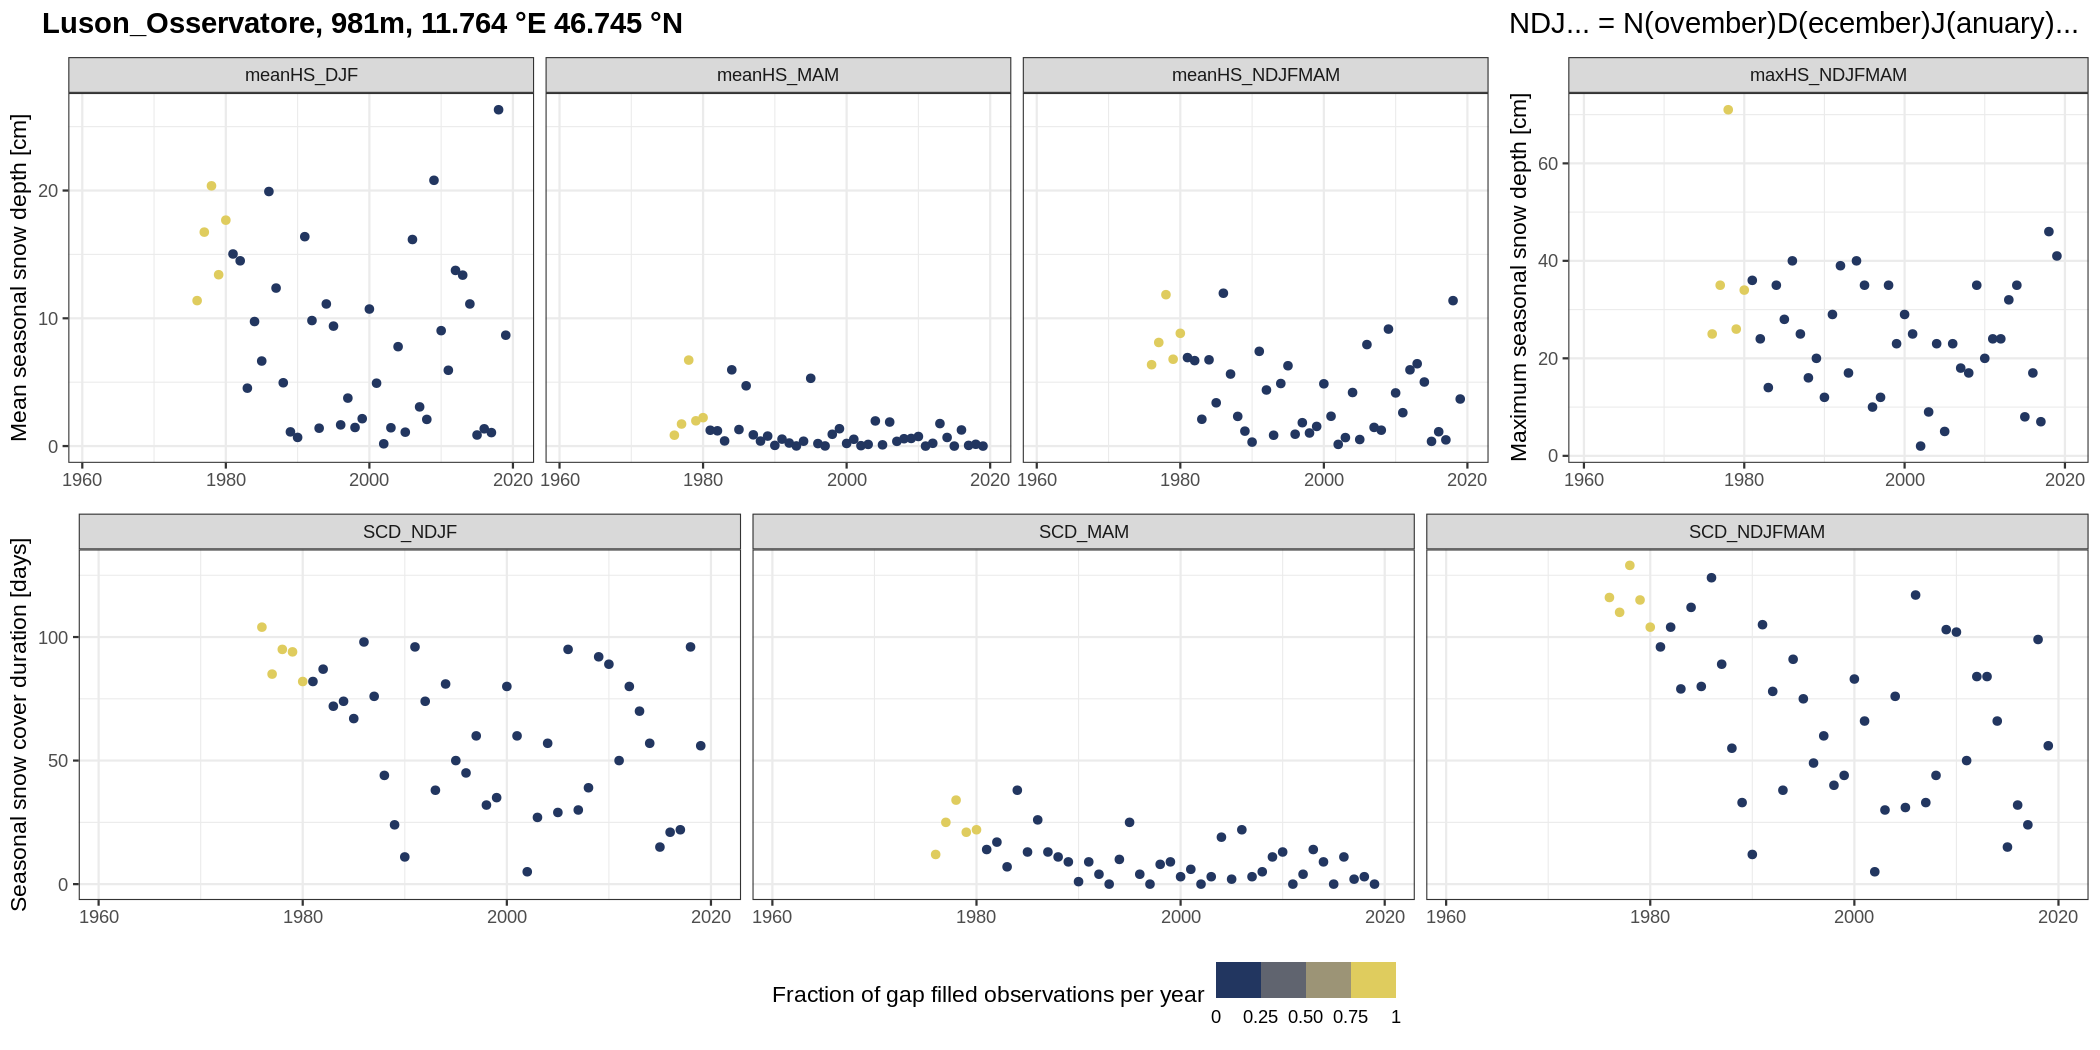 Luson_Osservatore, 981m, 11.764 °E 46.745 °N
NDJ... = N(ovember)D(ecember)J(anuary)...
meanHS_DJF
meanHS_MAM
meanHS_NDJFMAM
maxHS_NDJFMAM
Mean seasonal snow depth [cm]
20
10
0
1960 1980 2000 2020
1960 1980 2000 2020
1960 1980 2000 2020
Maximum seasonal snow depth [cm]
60
40
20
0
1960 1980 2000 2020
SCD_NDJF
SCD_MAM
SCD_NDJFMAM
Seasonal snow cover duration [days]
100
50
0
1960 1980 2000 2020
1960 1980 2000 2020
1960 1980 2000 2020
Fraction of gap filled observations per year
0 0.25 0.50 0.75 1